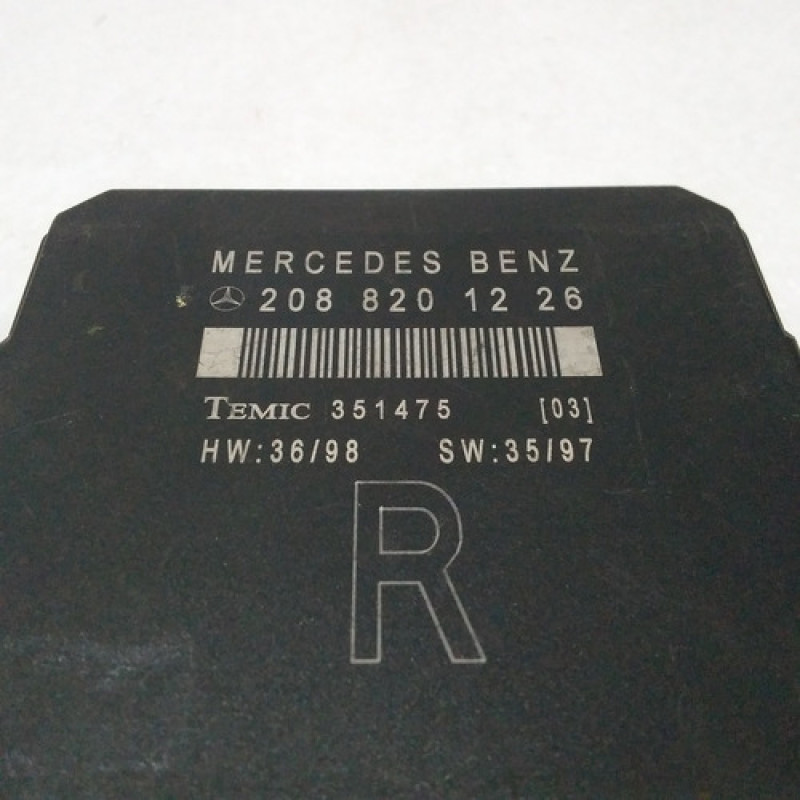 MERCEDES BENZ
208 820 12 26
TEMIC 351475 [03]
HW:36/98 SW:35/97
R